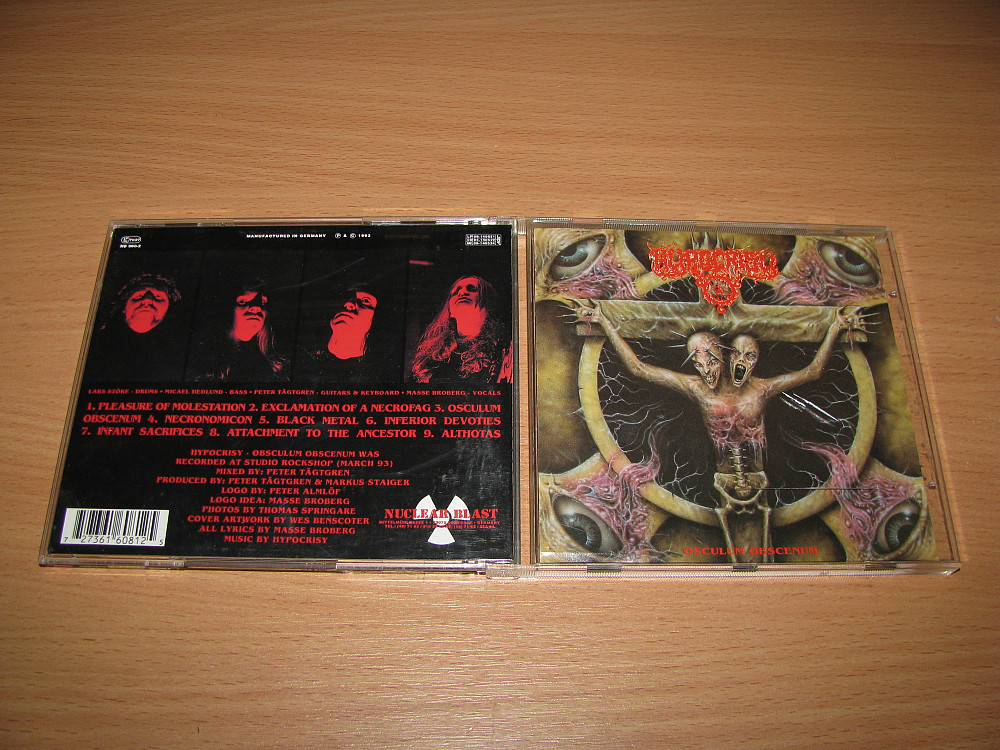 NB 080-2
MANUFACTURED IN GERMANY ℗ & © 1993
LARS SZÖKE - DRUMS • MICAEL HEDLUND - BASS • PETER TÄGTGREN - GUITARS & KEYBOARD • MASSE BROBERG - VOCALS
1. PLEASURE OF MOLESTATION 2. EXCLAMATION OF A NECROFAG 3. OSCULUM
OBSCENUM 4. NECRONOMICON 5. BLACK METAL 6. INFERIOR DEVOTIES
7. INFANT SACRIFICES 8. ATTACHMENT TO THE ANCESTOR 9. ALTHOTAS
HYPOCRISY - OBSCULUM OBSCENUM WAS
RECORDED AT STUDIO ROCKSHOP (MARCH 93)
MIXED BY: PETER TÄGTGREN
PRODUCED BY: PETER TÄGTGREN & MARKUS STAIGER
LOGO BY: PETER ALMLÖF
LOGO IDEA: MASSE BROBERG
PHOTOS BY THOMAS SPRINGARE
COVER ARTWORK BY WES BENSCOTER
ALL LYRICS BY MASSE BROBERG
MUSIC BY HYPOCRISY
NUCLEAR BLAST
7 27361 60812 5
HYPOCRISY
OSCULUM OBSCENUM